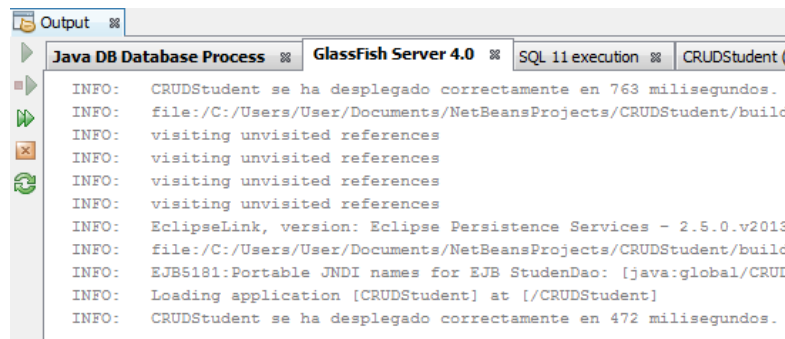 Output
Java DB Database Process GlassFish Server 4.0 SQL 11 execution CRUDStudent (
INFO: CRUDStudent se ha desplegado correctamente en 763 milisegundos.
INFO: file:/C:/Users/User/Documents/NetBeansProjects/CRUDStudent/build
INFO: visiting unvisited references
INFO: visiting unvisited references
INFO: visiting unvisited references
INFO: visiting unvisited references
INFO: EclipseLink, version: Eclipse Persistence Services - 2.5.0.v2013
INFO: file:/C:/Users/User/Documents/NetBeansProjects/CRUDStudent/build
INFO: EJB5181:Portable JNDI names for EJB StudenDao: [java:global/CRUD
INFO: Loading application [CRUDStudent] at [/CRUDStudent]
INFO: CRUDStudent se ha desplegado correctamente en 472 milisegundos.